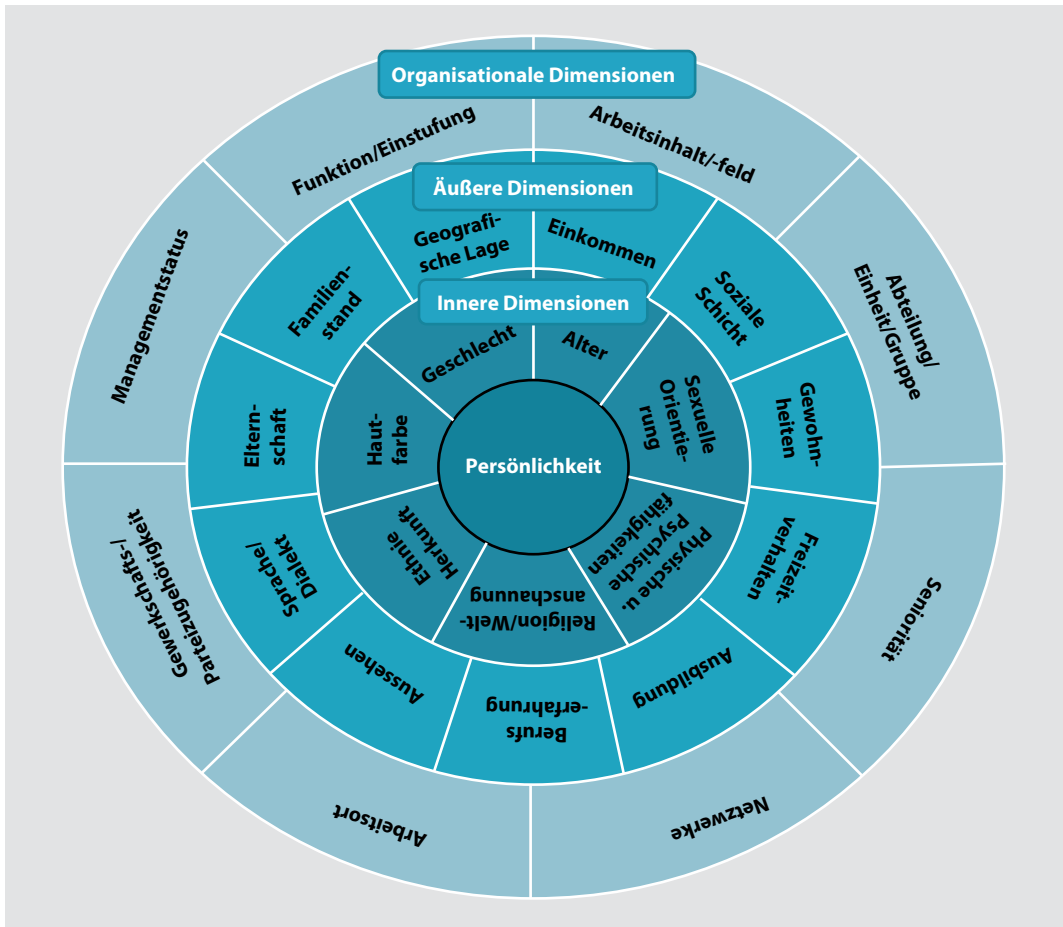 Organisationale Dimensionen
Funktion/Einstufung
Arbeitsinhalt/-feld
Abteilung/
Einheit/Gruppe
Seniorität
Netzwerke
Arbeitsort
Gewerkschafts-/
Parteizugehörigkeit
Managementstatus
Äußere Dimensionen
Geografi-
sche Lage
Einkommen
Soziale
Schicht
Gewohn-
heiten
Freizeit-
verhalten
Ausbildung
Berufs
-erfahrung
Aussehen
Sprache/
Dialekt
Eltern-
schaft
Familien-
stand
Innere Dimensionen
Geschlecht
Alter
Sexuelle
Orientie-
rung
Physische u.
Psychische
fähigkeiten
Religion/Welt-
anschauung
Ethnie
Herkunft
Haut-
farbe
Persönlichkeit